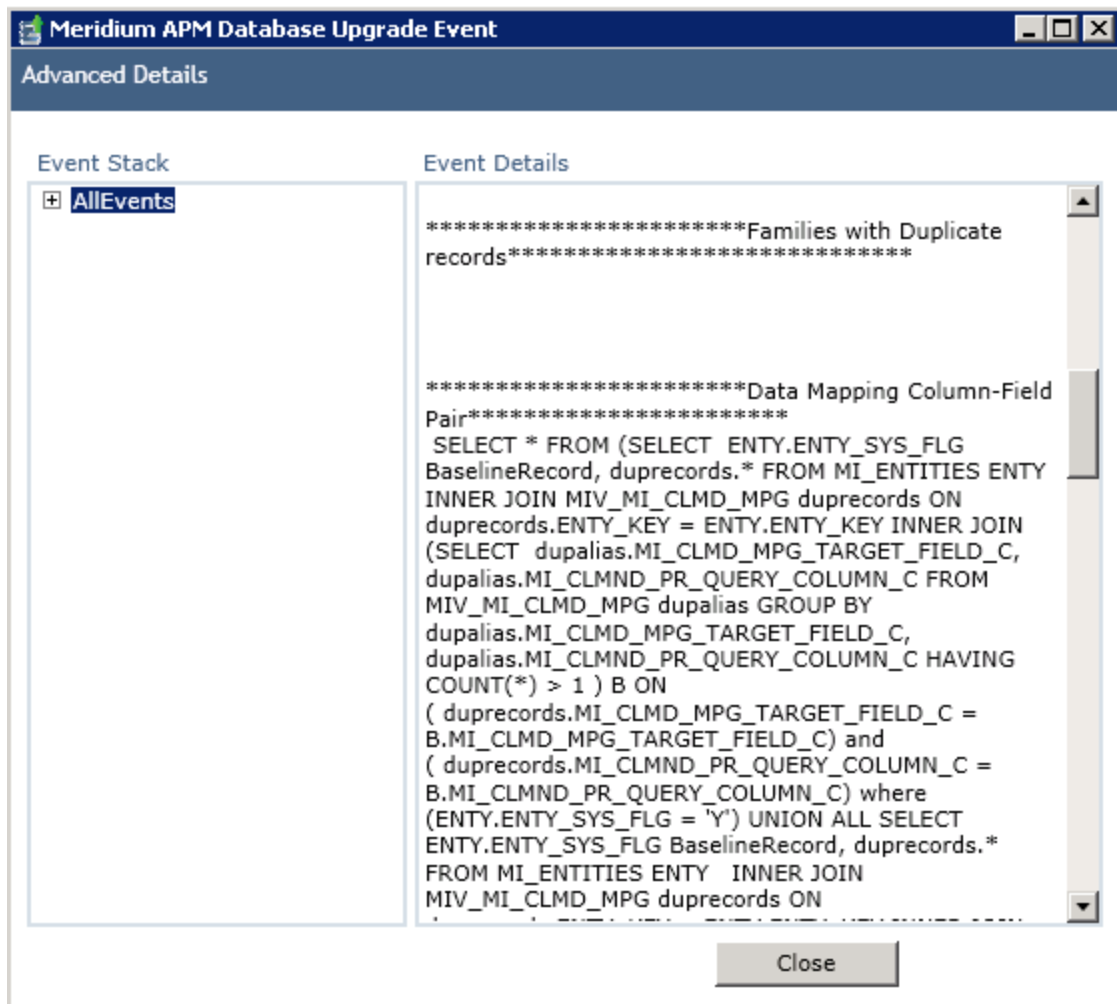 Meridium APM Database Upgrade Event
Advanced Details
Event Stack
AllEvents
Event Details
***********************Families with Duplicate
records*****************************
***********************Data Mapping Column-Field
Pair***********************
SELECT * FROM (SELECT  ENTY.ENTY_SYS_FLG
BaselineRecord, duprecords.* FROM MI_ENTITIES ENTY
INNER JOIN MIV_MI_CLMD_MPG duprecords ON
duprecords.ENTY_KEY = ENTY.ENTY_KEY INNER JOIN
(SELECT  dupalias.MI_CLMD_MPG_TARGET_FIELD_C,
dupalias.MI_CLMND_PR_QUERY_COLUMN_C FROM
MIV_MI_CLMD_MPG dupalias GROUP BY
dupalias.MI_CLMD_MPG_TARGET_FIELD_C,
dupalias.MI_CLMND_PR_QUERY_COLUMN_C HAVING
COUNT(*) > 1 ) B ON
( duprecords.MI_CLMD_MPG_TARGET_FIELD_C =
B.MI_CLMD_MPG_TARGET_FIELD_C) and
( duprecords.MI_CLMND_PR_QUERY_COLUMN_C =
B.MI_CLMND_PR_QUERY_COLUMN_C) where
(ENTY.ENTY_SYS_FLG = 'Y') UNION ALL SELECT
ENTY.ENTY_SYS_FLG BaselineRecord, duprecords.*
FROM MI_ENTITIES ENTY   INNER JOIN
MIV_MI_CLMD_MPG duprecords ON
Close